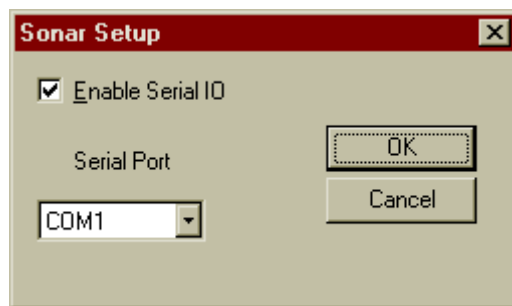 Sonar Setup
Enable Serial IO
Serial Port
OK
COM1
Cancel